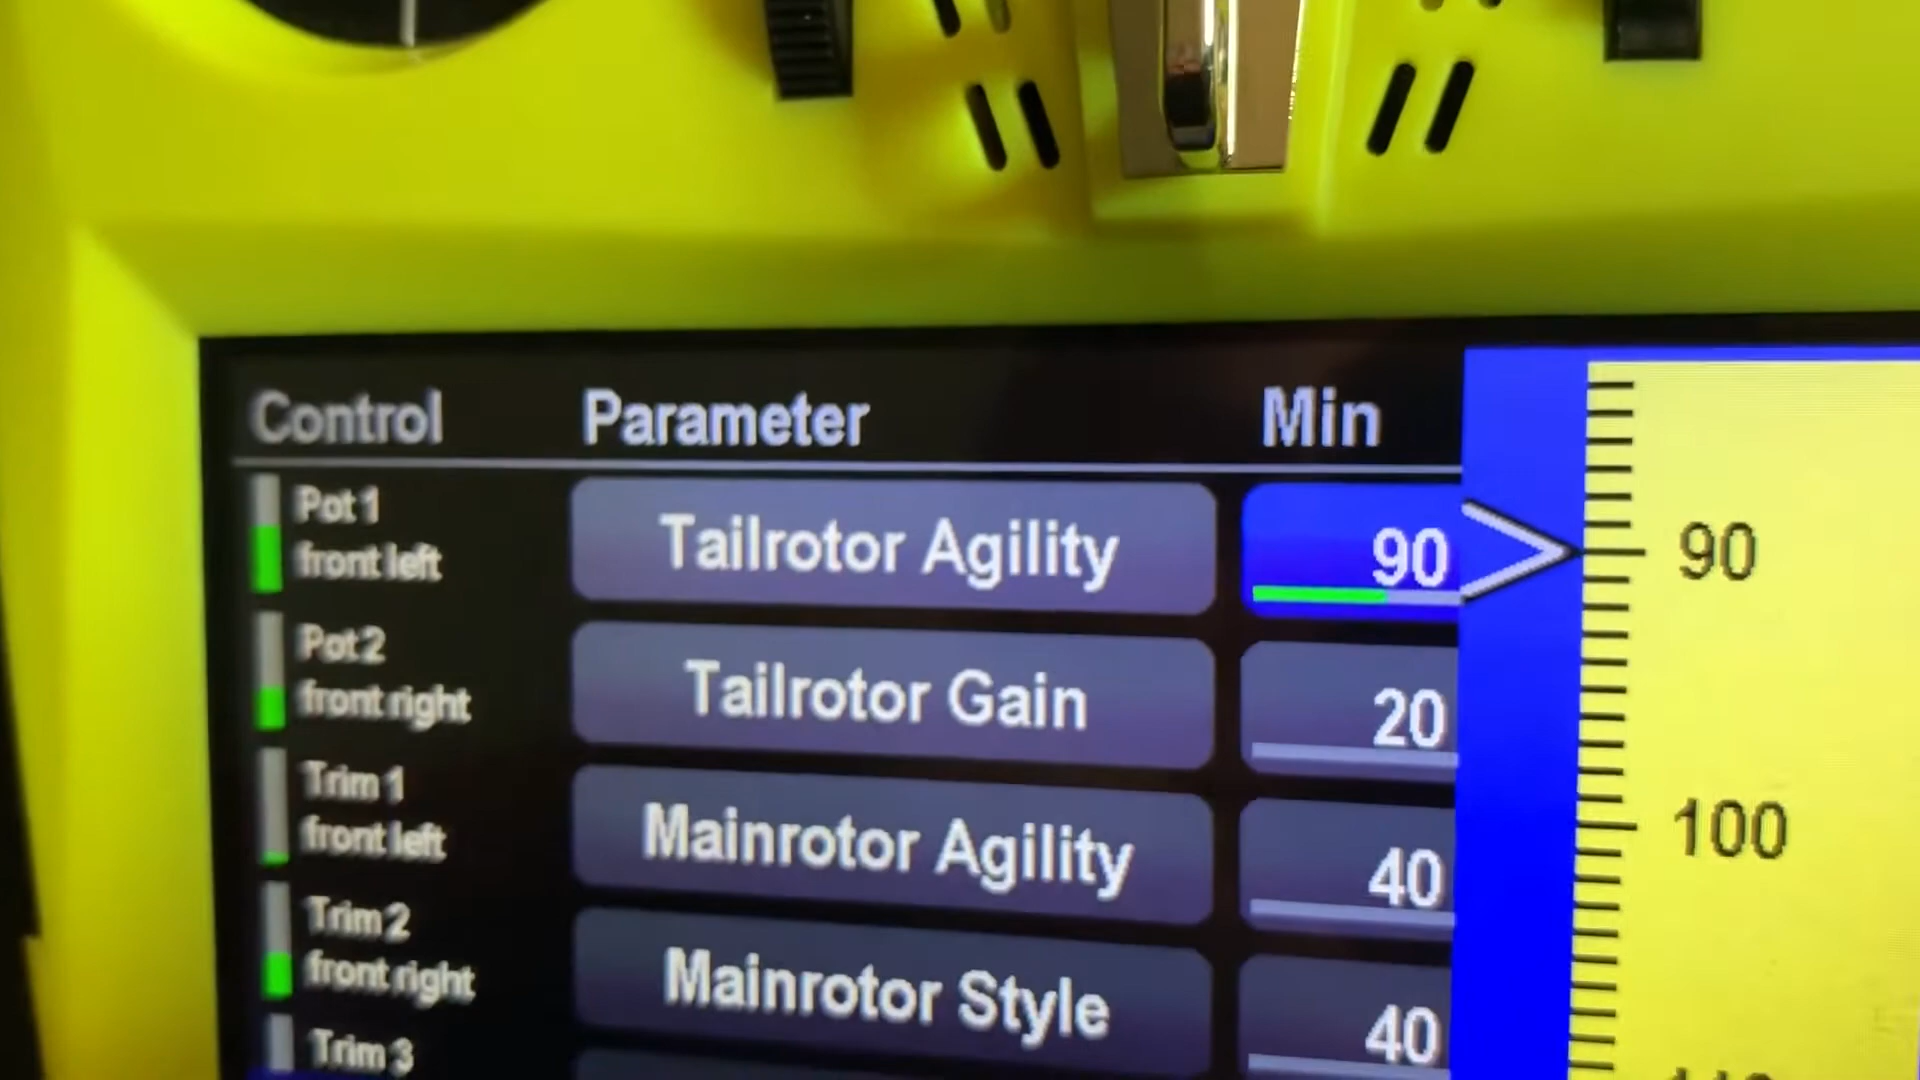 Control Parameter Min
Pot 1
front left
Tailrotor Agility
90
90
Pot 2
front right
Tailrotor Gain
20
Trim 1
front left
Mainrotor Agility
40
100
Trim 2
front right
Mainrotor Style
40
Trim 3